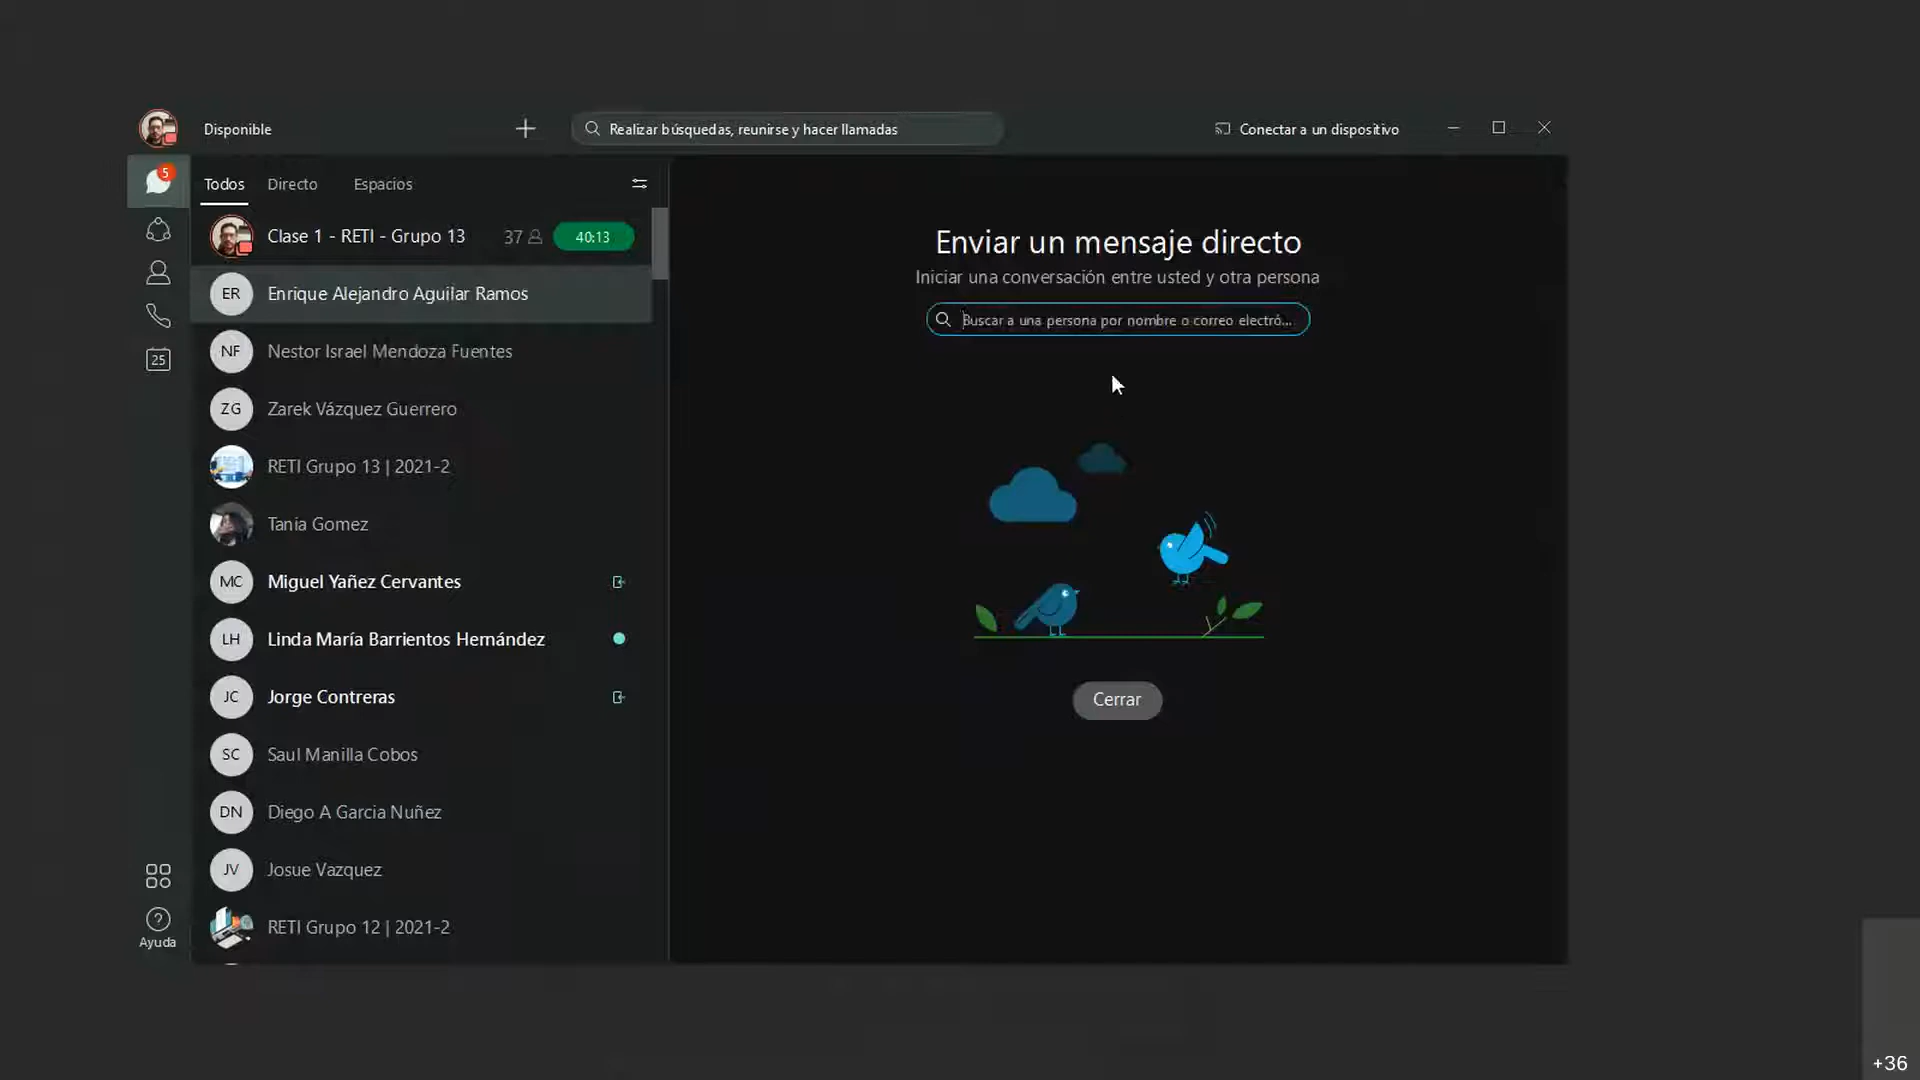 Disponible
Realizar búsquedas, reunirse y hacer llamadas
Conectar a un dispositivo
5
Todos
Directo
Espacios
Clase 1 - RETI - Grupo 13
37
40:13
ER
Enrique Alejandro Aguilar Ramos
25
NF
Nestor Israel Mendoza Fuentes
ZG
Zarek Vázquez Guerrero
RETI Grupo 13 | 2021-2
Tania Gomez
MC
Miguel Yañez Cervantes
LH
Linda María Barrientos Hernández
JC
Jorge Contreras
SC
Saul Manilla Cobos
DN
Diego A Garcia Nuñez
JV
Josue Vazquez
RETI Grupo 12 | 2021-2
Ayuda
Enviar un mensaje directo
Iniciar una conversación entre usted y otra persona
Buscar a una persona por nombre o correo electró...
Cerrar
+36